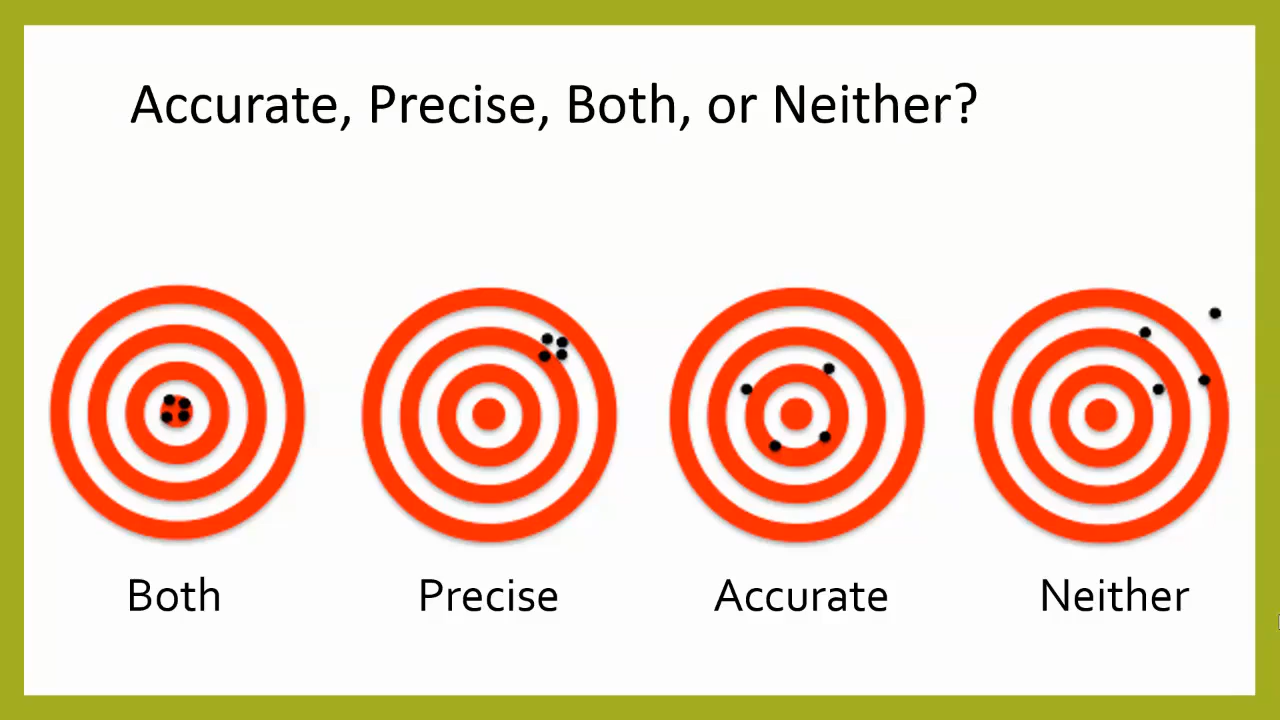 Accurate, Precise, Both, or Neither?
Both Precise Accurate Neither